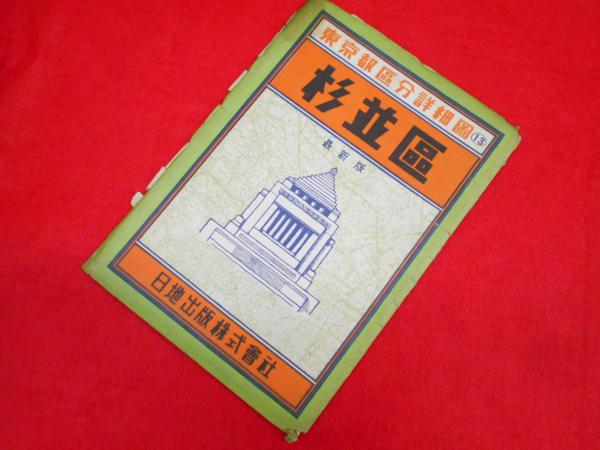 東京都區分詳細圖⑬
杉並區
最新版
日地出版株式會社